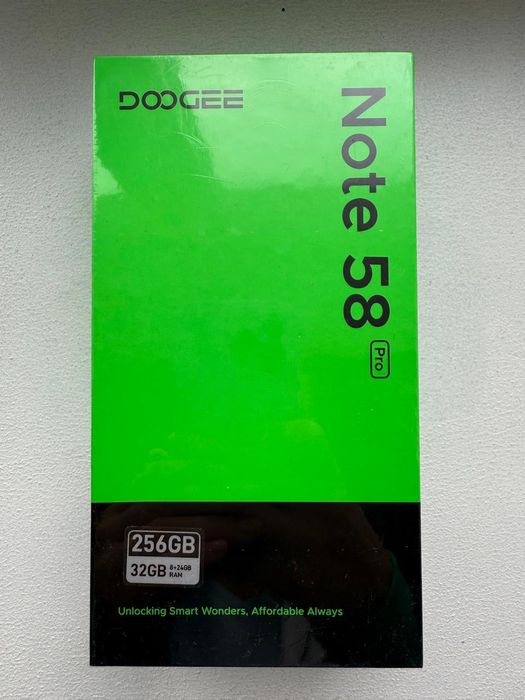 DOOGEE
Note 58 Pro
256GB
32GB 8+24GB RAM
Unlocking Smart Wonders, Affordable Always